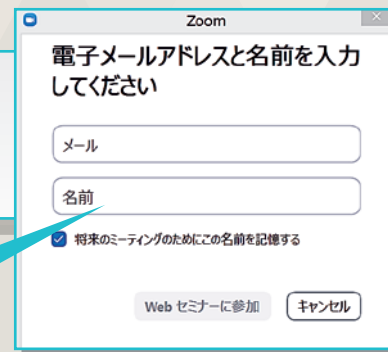 Zoom
電子メールアドレスと名前を入力
してください
メール
名前
将来のミーティングのためにこの名前を記憶する
Web セミナーに参加
キャンセル